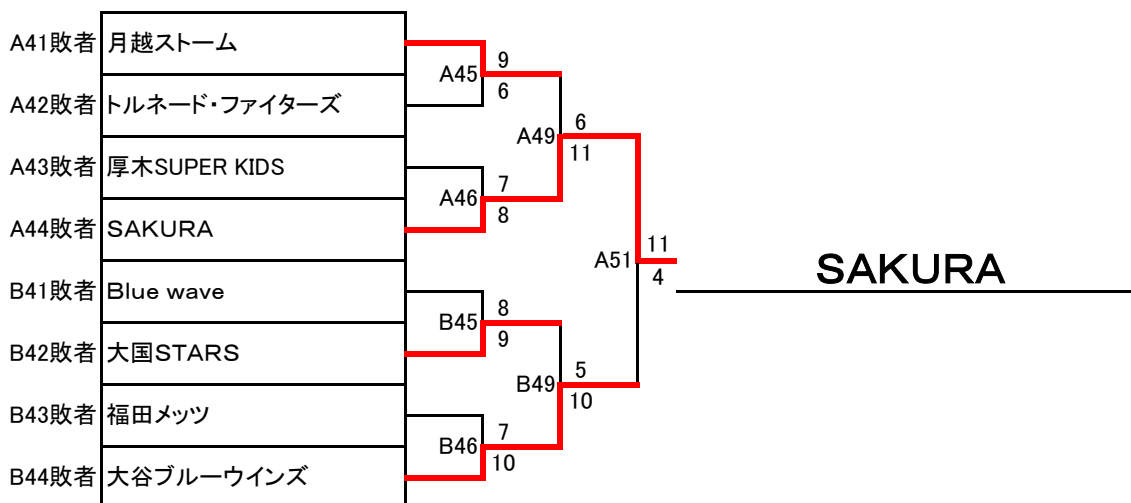 A41敗者 月越ストーム
A42敗者 トルネード・ファイターズ
A43敗者 厚木SUPER KIDS
A44敗者 SAKURA
B41敗者 Blue wave
B42敗者 大国STARS
B43敗者 福田メッツ
B44敗者 大谷ブルーウインズ
A45 9
6
A46 7
8
B45 8
9
B46 7
10
A49 6
11
B49 5
10
A51 11
4
SAKURA